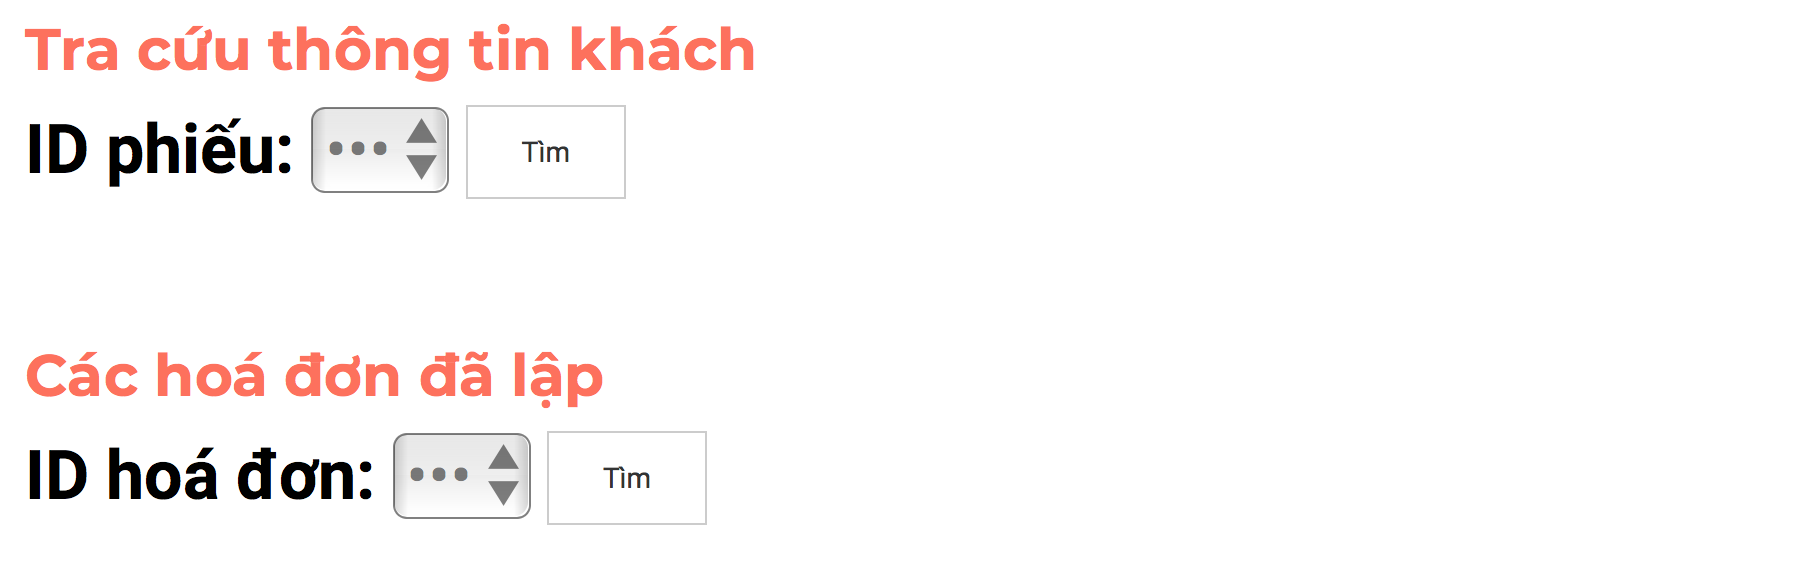 Tra cứu thông tin khách
ID phiếu: ••• Tìm
Các hoá đơn đã lập
ID hoá đơn: ••• Tìm